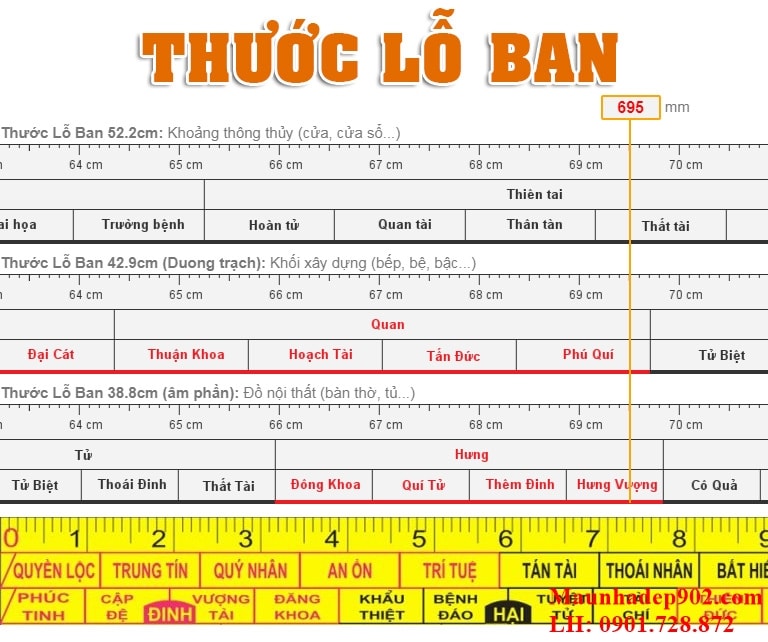 THƯỚC LỖ BAN
695 mm
Thước Lỗ Ban 52.2cm: Khoảng thông thủy (cửa, cửa sổ...)
64 cm 65 cm 66 cm 67 cm 68 cm 69 cm 70 cm
Thiên tai
ai họa Trưởng bệnh Hoàn tử Quan tài Thân tàn Thất tài
Thước Lỗ Ban 42.9cm (Duong trạch): Khối xây dựng (bếp, bệ, bậc...)
64 cm 65 cm 66 cm 67 cm 68 cm 69 cm 70 cm
Quan
Đại Cát Thuận Khoa Hoạch Tài Tấn Đức Phú Quí Tử Biệt
Thước Lỗ Ban 38.8cm (âm phần): Đồ nội thất (bàn thờ, tủ...)
64 cm 65 cm 66 cm 67 cm 68 cm 69 cm 70 cm
Tử Hưng
Tử Biệt Thoái Đinh Thất Tài Đỏng Khoa Quí Tử Thêm Đinh Hưng Vượng Cô Quả
0 1 2 3 4 5 6 7 8 9
QUYỀN LỘC TRUNG TÍN QUÝ NHÂN AN ỔN TRÍ TUỆ TÁN TÀI THOÁI NHÂN BẤT HIẾ
PHÚC TINH CẬP ĐỆ ĐINH VƯỢNG TÀI ĐĂNG KHOA KHẨU THIỆT BỆNH ĐÁO HẠI TUYỆT TỬ CHÍ
Maunhadep902.com
LH: 0901.728.872